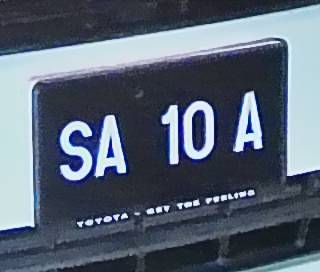 SA 10 A
TOYOTA - GET THE FEELING